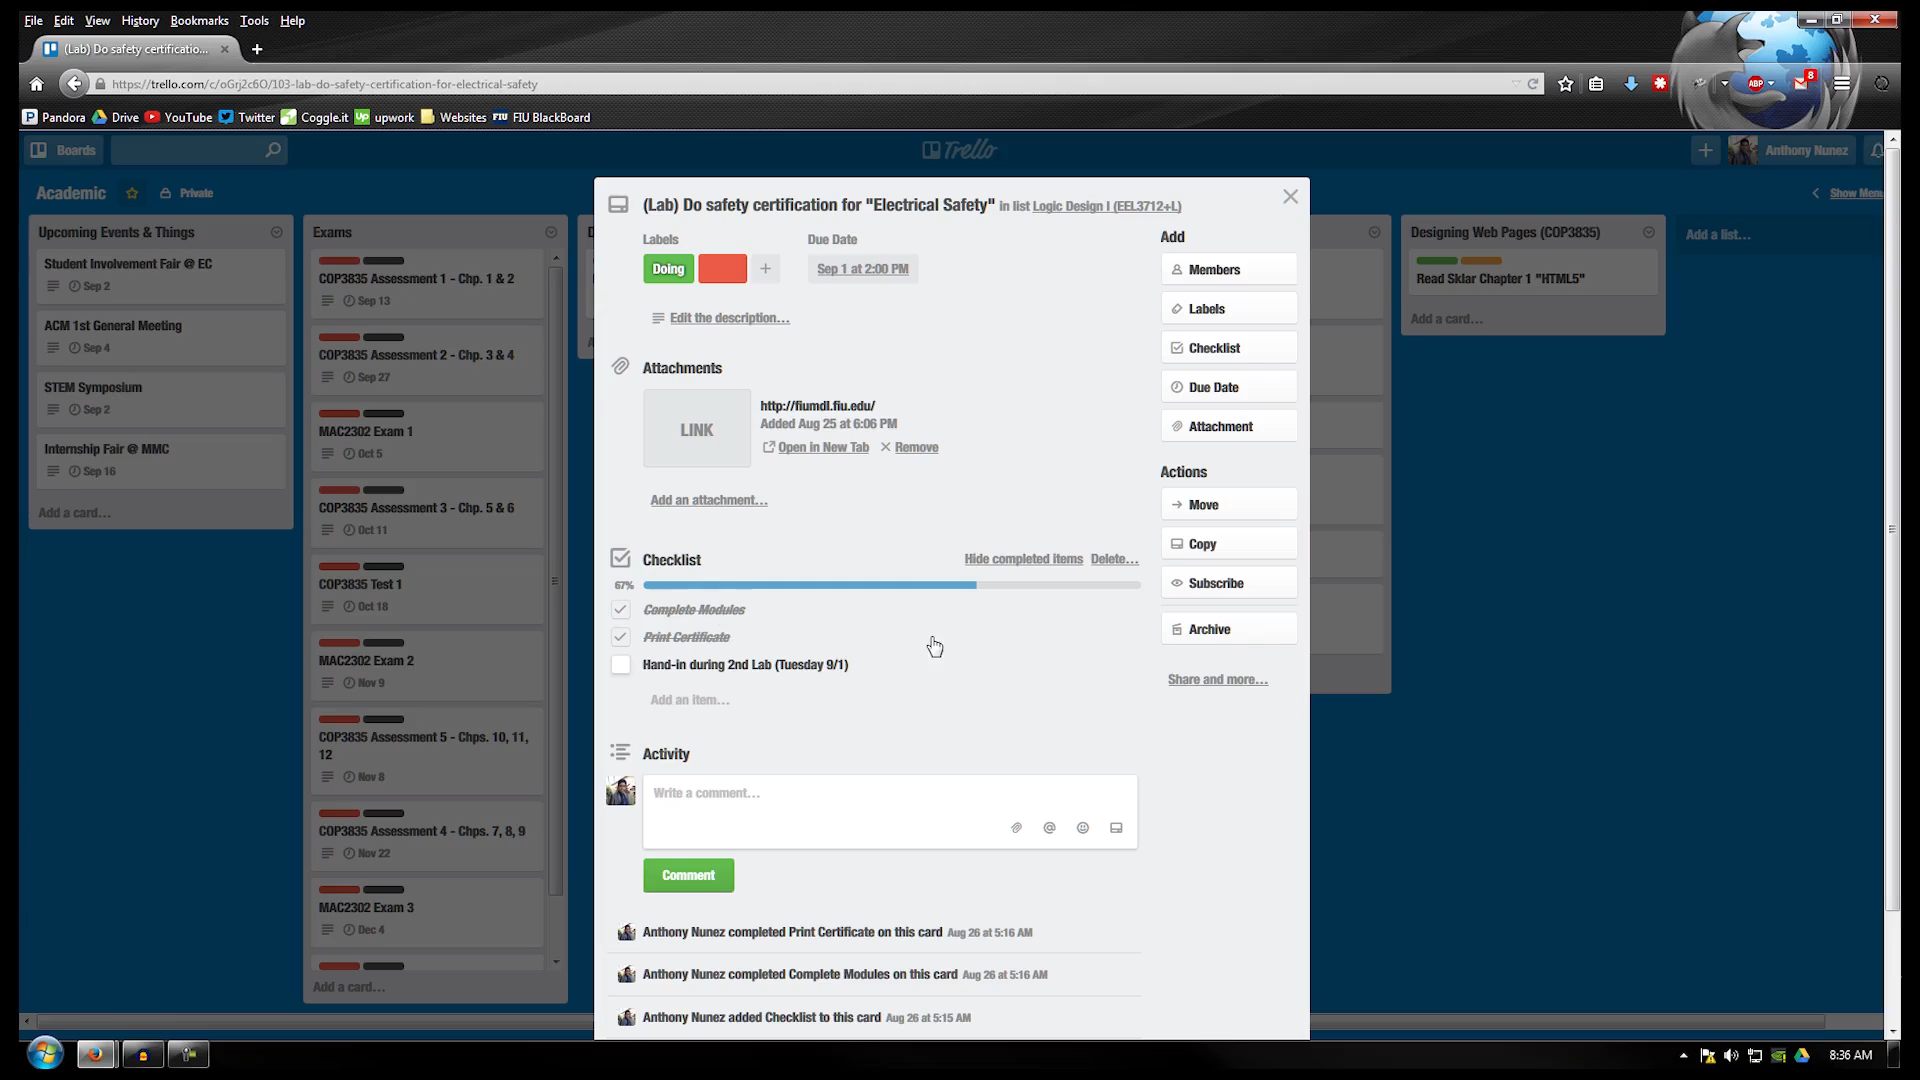 File Edit View History Bookmarks Tools Help
(Lab) Do safety certificatio...
https://trello.com/c/oGrj2c6O/103-lab-do-safety-certification-for-electrical-safety
ABP
8
Pandora Drive YouTube Twitter Coggle.it upwork Websites FIU BlackBoard
Boards
Trello
Anthony Nunez
Academic Private
Show Menu
Upcoming Events & Things
Student Involvement Fair @ EC
Sep 2
ACM 1st General Meeting
Sep 4
STEM Symposium
Sep 2
Internship Fair @ MMC
Sep 16
Add a card...
Exams
COP3835 Assessment 1 - Chp. 1 & 2
Sep 13
COP3835 Assessment 2 - Chp. 3 & 4
Sep 27
MAC2302 Exam 1
Oct 5
COP3835 Assessment 3 - Chp. 5 & 6
Oct 11
COP3835 Test 1
Oct 18
MAC2302 Exam 2
Nov 9
COP3835 Assessment 5 - Chps. 10, 11,
12
Nov 8
COP3835 Assessment 4 - Chps. 7, 8, 9
Nov 22
MAC2302 Exam 3
Dec 4
Add a card...
(Lab) Do safety certification for "Electrical Safety" in list Logic Design I (EEL3712+L)
Labels
Due Date
Doing
Sep 1 at 2:00 PM
Edit the description...
Attachments
LINK
http://fiumdl.fiu.edu/
Added Aug 25 at 6:06 PM
Open in New Tab Remove
Add an attachment...
Checklist
Hide completed items Delete...
67%
Complete Modules
Print Certificate
Hand-in during 2nd Lab (Tuesday 9/1)
Add an item...
Activity
Write a comment...
Comment
Anthony Nunez completed Print Certificate on this card Aug 26 at 5:16 AM
Anthony Nunez completed Complete Modules on this card Aug 26 at 5:16 AM
Anthony Nunez added Checklist to this card Aug 26 at 5:15 AM
Add
Members
Labels
Checklist
Due Date
Attachment
Actions
Move
Copy
Subscribe
Archive
Share and more...
Designing Web Pages (COP3835)
Read Sklar Chapter 1 "HTML5"
Add a card...
Add a list...
8:36 AM